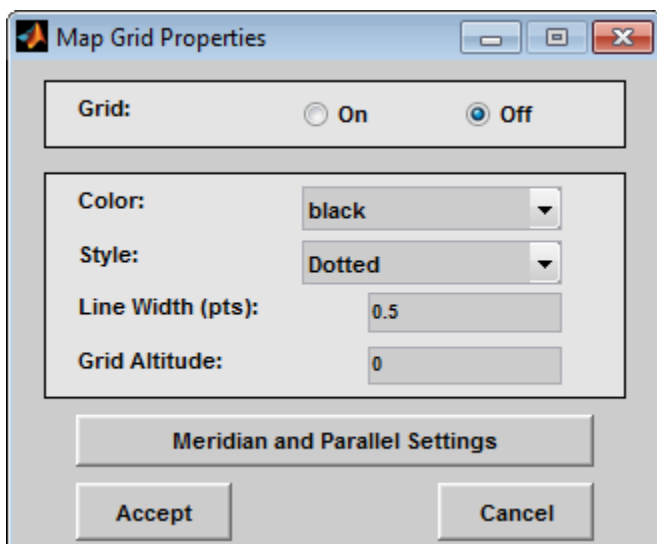 Map Grid Properties
Grid: On Off
Color: black
Style: Dotted
Line Width (pts): 0.5
Grid Altitude: 0
Meridian and Parallel Settings
Accept Cancel